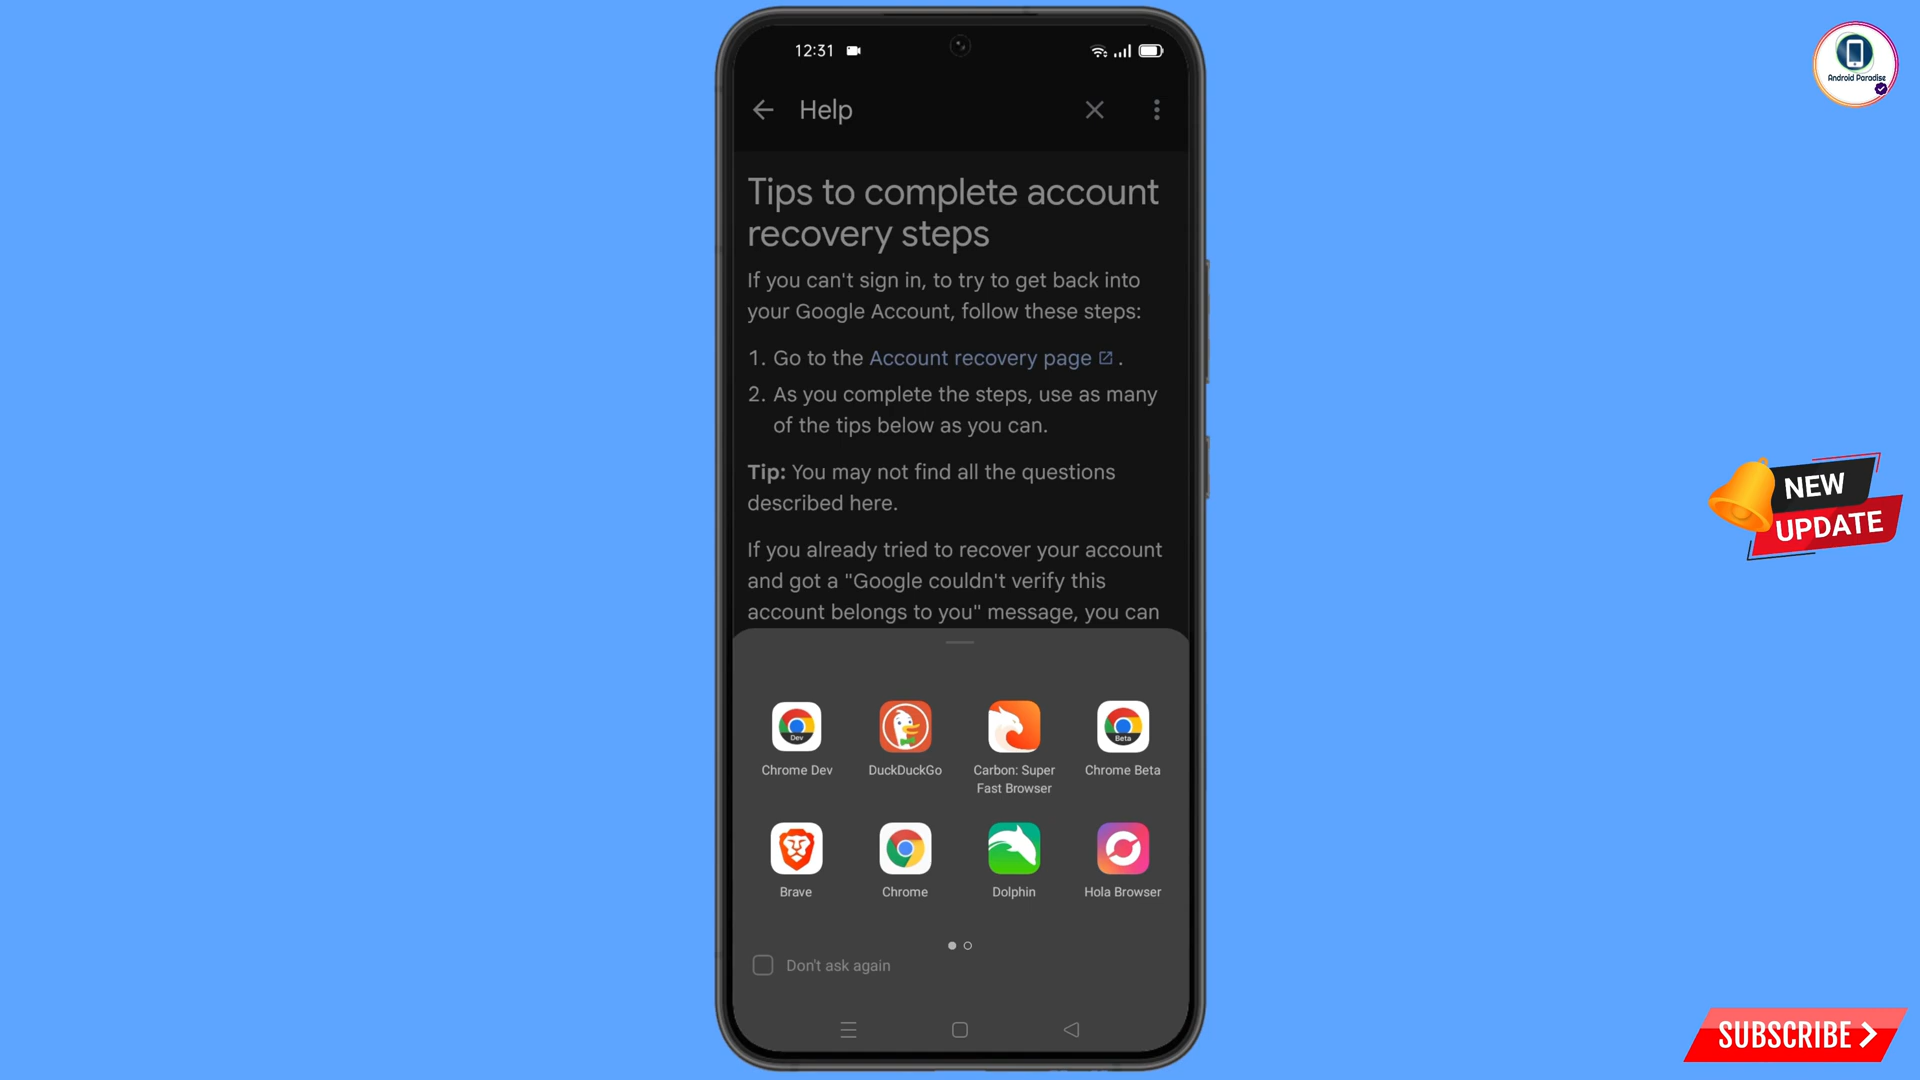 12:31
Android Paradise
Help
Tips to complete account
recovery steps
If you can't sign in, to try to get back into
your Google Account, follow these steps:
1. Go to the Account recovery page .
2. As you complete the steps, use as many
of the tips below as you can.
Tip: You may not find all the questions
described here.
If you already tried to recover your account
and got a "Google couldn't verify this
account belongs to you" message, you can
NEW
UPDATE
Dev
Beta
Chrome Dev
DuckDuckGo
Carbon: Super
Fast Browser
Chrome Beta
Brave
Chrome
Dolphin
Hola Browser
Don't ask again
SUBSCRIBE